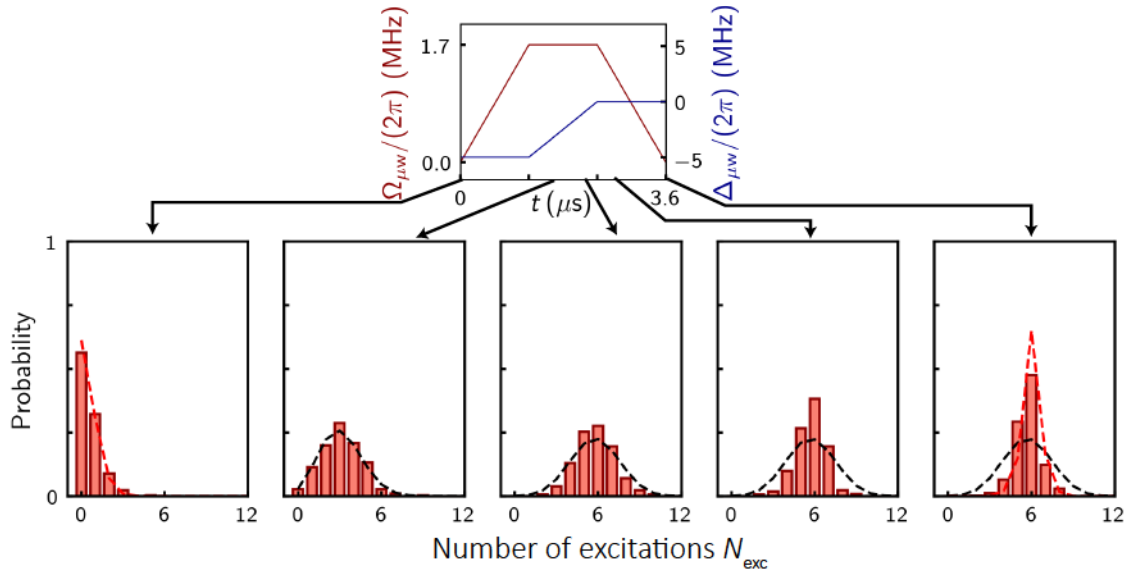 Ω_μw/(2π) (MHz)
1.7
0.0
5
0
−5
Δ_μw/(2π) (MHz)
0
t (μs)
3.6
Probability
1
0
0 6 12
0 6 12
0 6 12
0 6 12
0 6 12
Number of excitations N_exc